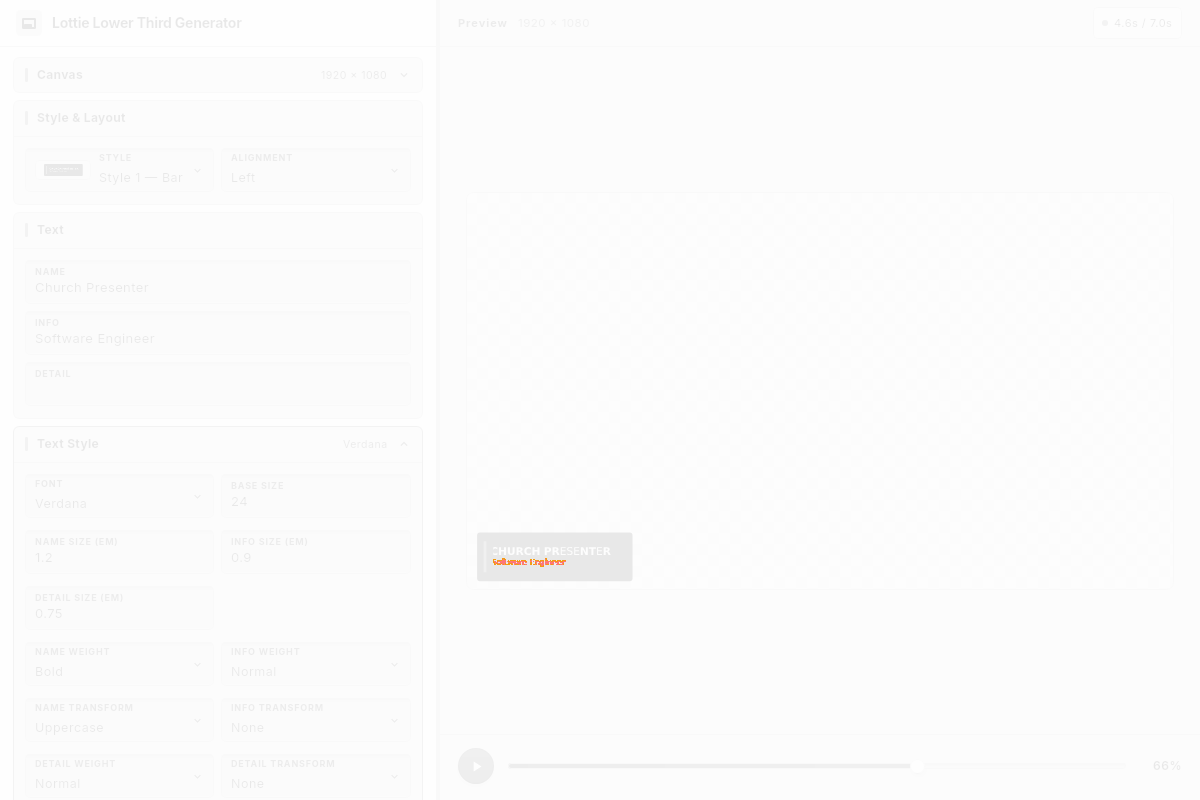 Lottie Lower Third Generator
Canvas
1920 × 1080
Style & Layout
STYLE
Style 1 — Bar
ALIGNMENT
Left
Text
NAME
Church Presenter
INFO
Software Engineer
DETAIL
Text Style
Verdana
FONT
Verdana
BASE SIZE
24
NAME SIZE (EM)
1.2
INFO SIZE (EM)
0.9
DETAIL SIZE (EM)
0.75
NAME WEIGHT
Bold
INFO WEIGHT
Normal
NAME TRANSFORM
Uppercase
INFO TRANSFORM
None
DETAIL WEIGHT
Normal
DETAIL TRANSFORM
None
Preview
1920 × 1080
4.6s / 7.0s
CHURCH PRESENTER
Software Engineer
66%